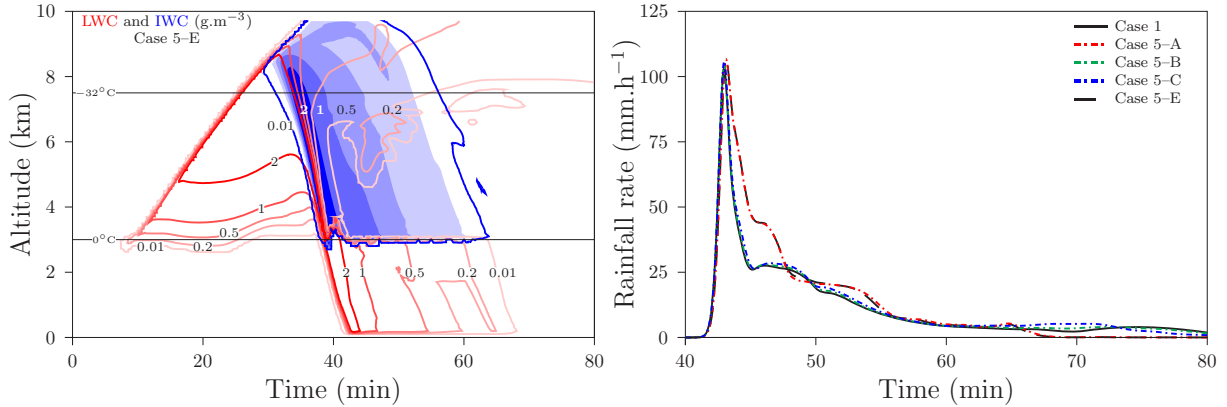 LWC and IWC (g.m⁻³)
Case 5–E
Altitude (km)
10
8
6
4
2
0
−32°C
0°C
2
1
0.5
0.2
0.01
2
1
0.5
0.2
0.01
2
1
0.5
0.2
0.01
0
20
40
60
80
Time (min)
Rainfall rate (mm.h⁻¹)
125
100
75
50
25
0
Case 1
Case 5–A
Case 5–B
Case 5–C
Case 5–E
40
50
60
70
80
Time (min)